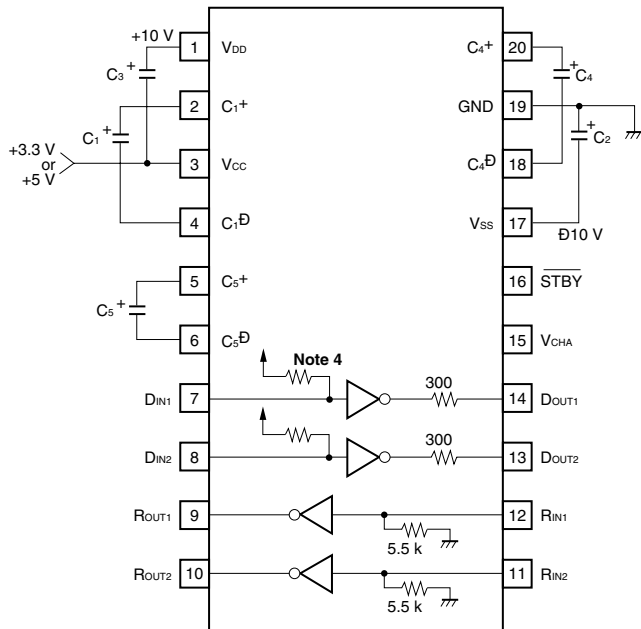 +10 V
1 VDD
C3 +
2 C1+
C1 +
+3.3 V
or
+5 V
3 VCC
4 C1Ð
5 C5+
C5 +
6 C5Ð
Note 4
DIN1 7
300
14 DOUT1
DIN2 8
300
13 DOUT2
ROUT1 9
12 RIN1
5.5 k
ROUT2 10
11 RIN2
5.5 k
C4+ 20
+ C4
GND 19
+ C2
C4Ð 18
VSS 17
Ð10 V
16 STBY
15 VCHA